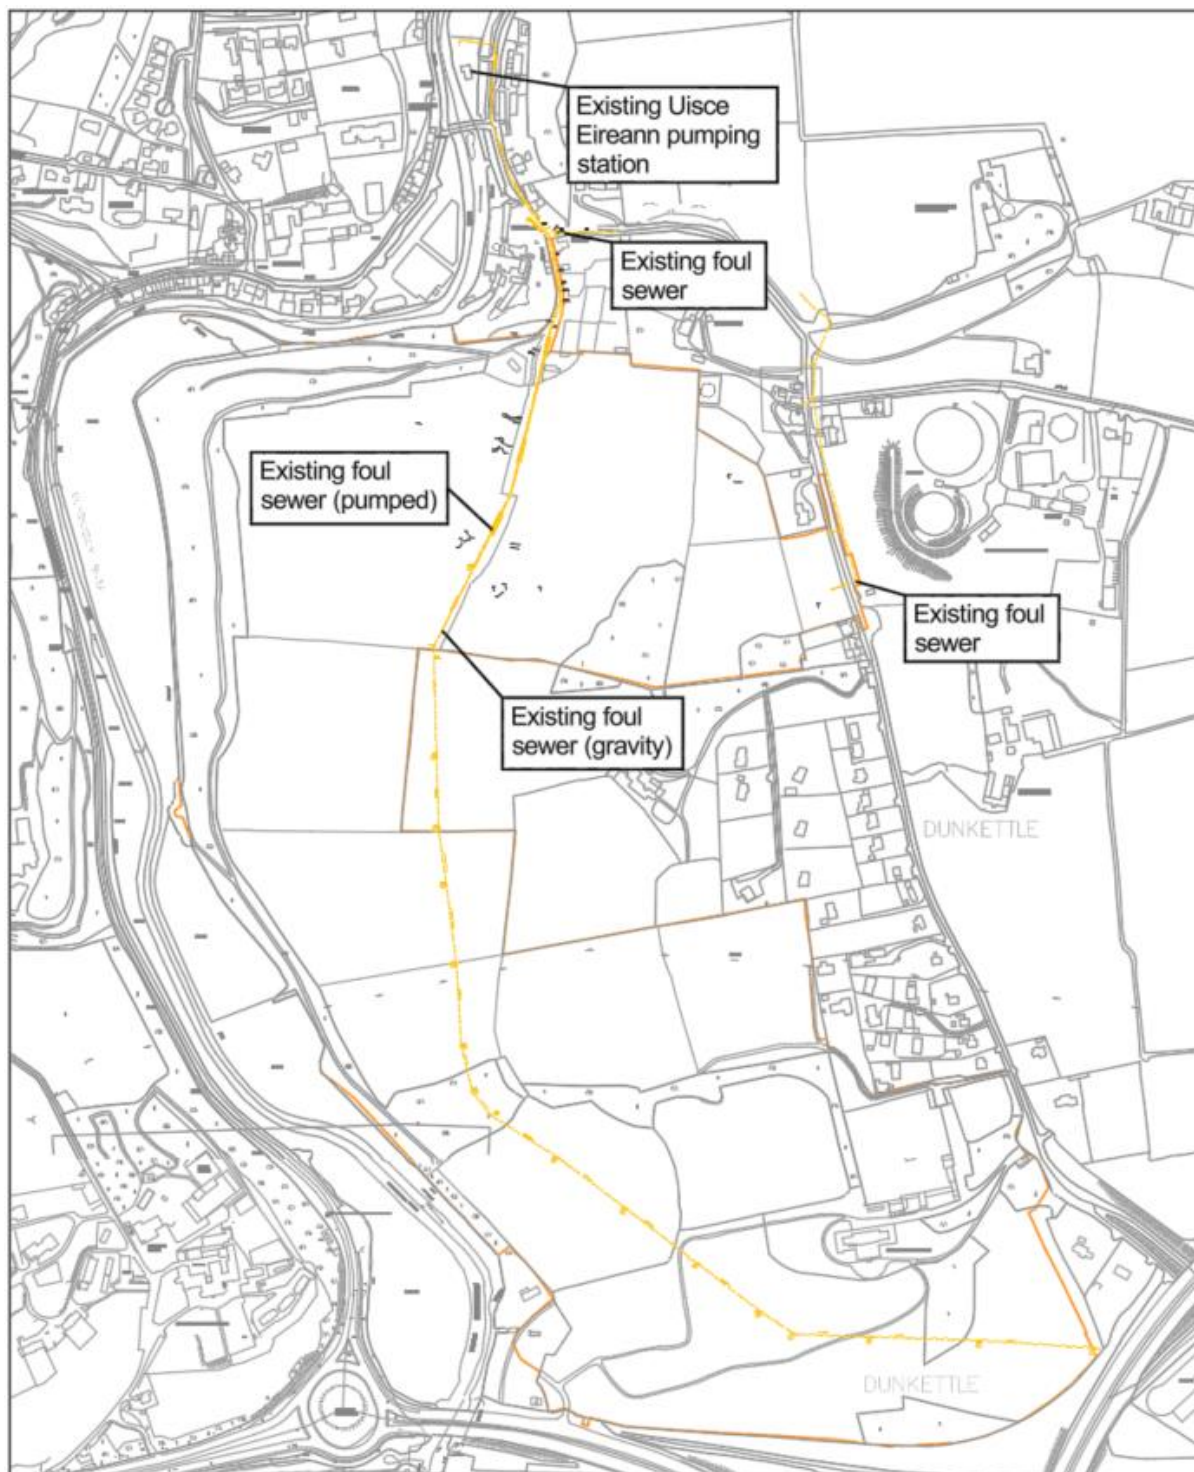 Existing Uisce
Eireann pumping
station
Existing foul
sewer
Existing foul
sewer (pumped)
Existing foul
sewer
Existing foul
sewer (gravity)
DUNKETTLE
DUNKETTLE